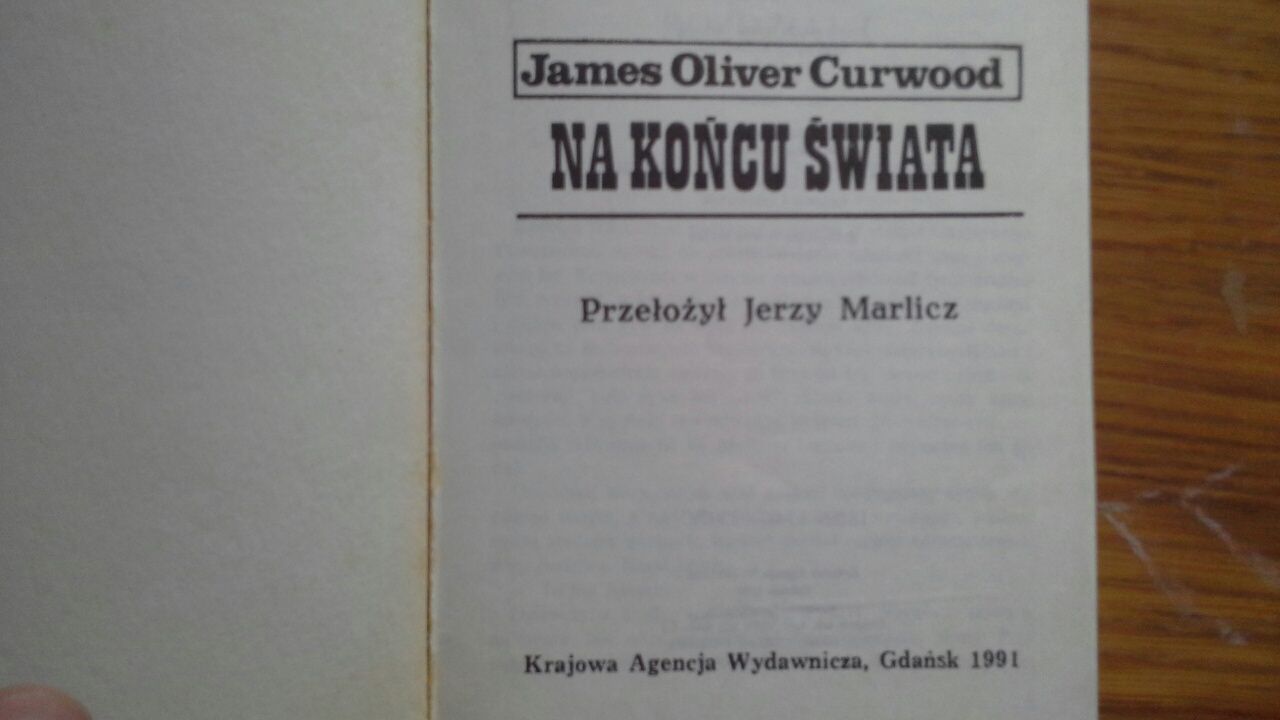 James Oliver Curwood
NA KOŃCU ŚWIATA
Przełożył Jerzy Marlicz
Krajowa Agencja Wydawnicza, Gdańsk 1991